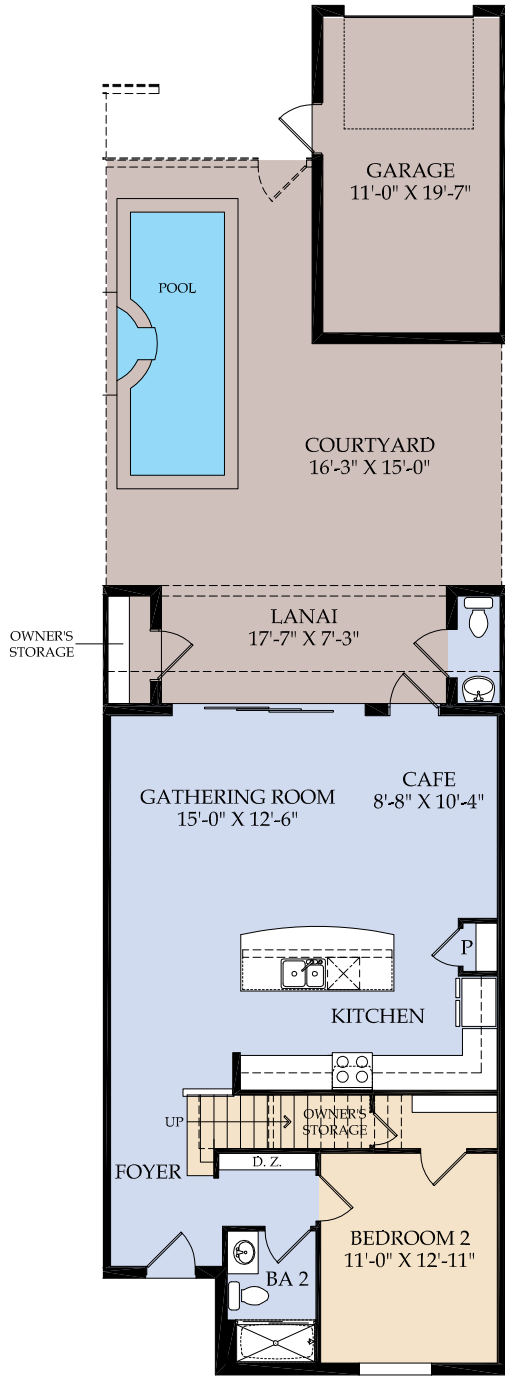 GARAGE
11'-0" X 19'-7"
POOL
COURTYARD
16'-3" X 15'-0"
LANAI
17'-7" X 7'-3"
OWNER'S
STORAGE
CAFE
8'-8" X 10'-4"
GATHERING ROOM
15'-0" X 12'-6"
P
KITCHEN
UP
OWNER'S
STORAGE
FOYER
D. Z.
BEDROOM 2
11'-0" X 12'-11"
BA 2